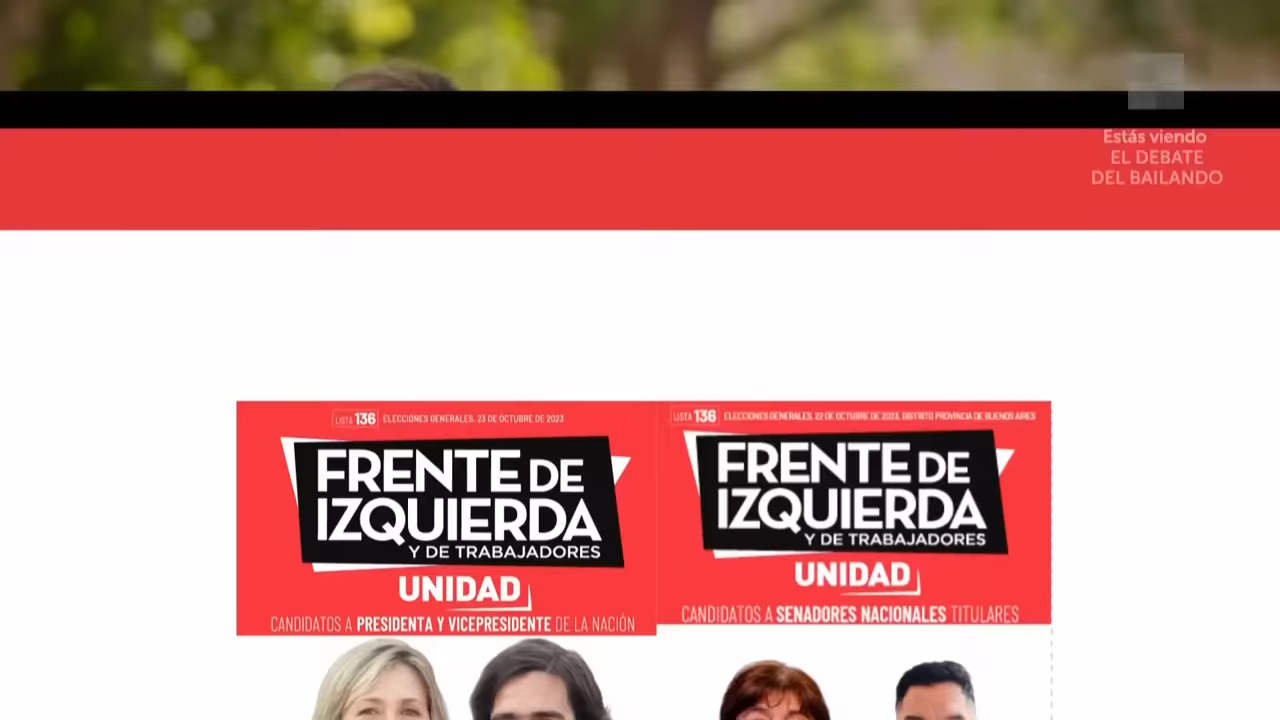 Estás viendo
EL DEBATE
DEL BAILANDO
LISTA 136 ELECCIONES GENERALES. 23 DE OCTUBRE DE 2023
FRENTE DE
IZQUIERDA
Y DE TRABAJADORES
UNIDAD
CANDIDATOS A PRESIDENTA Y VICEPRESIDENTE DE LA NACIÓN
LISTA 136 ELECCIONES GENERALES. 22 DE OCTUBRE DE 2023. DISTRITO PROVINCIA DE BUENOS AIRES
FRENTE DE
IZQUIERDA
Y DE TRABAJADORES
UNIDAD
CANDIDATOS A SENADORES NACIONALES TITULARES